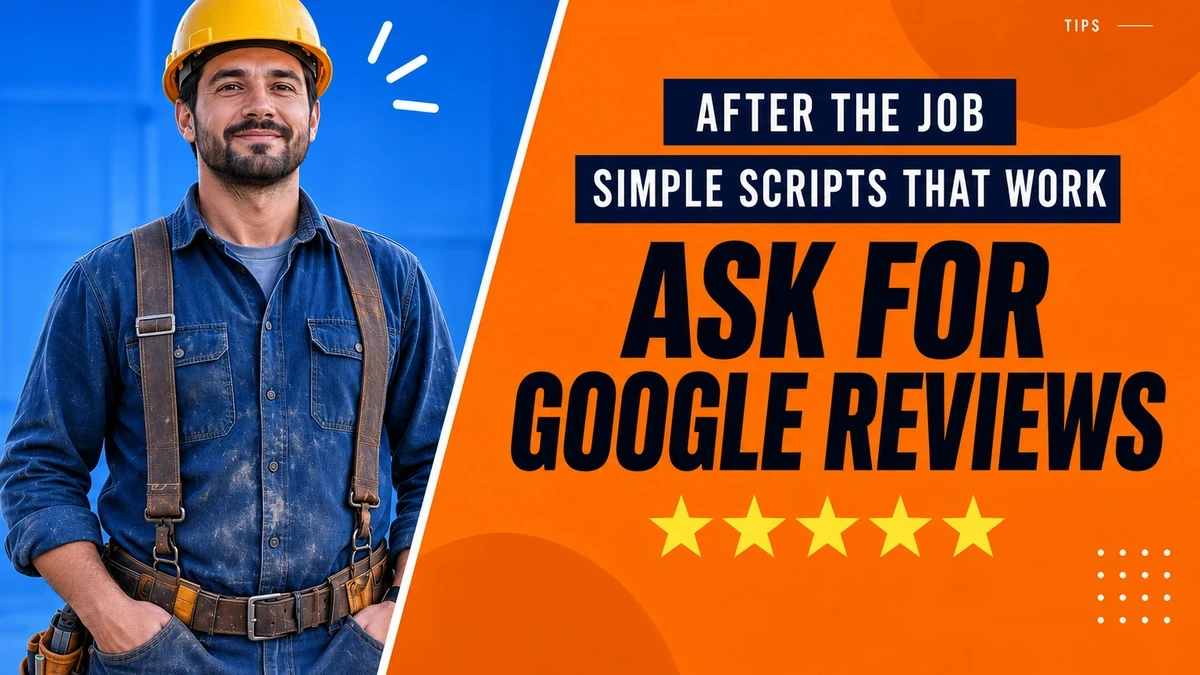 TIPS
AFTER THE JOB
SIMPLE SCRIPTS THAT WORK
ASK FOR
GOOGLE REVIEWS